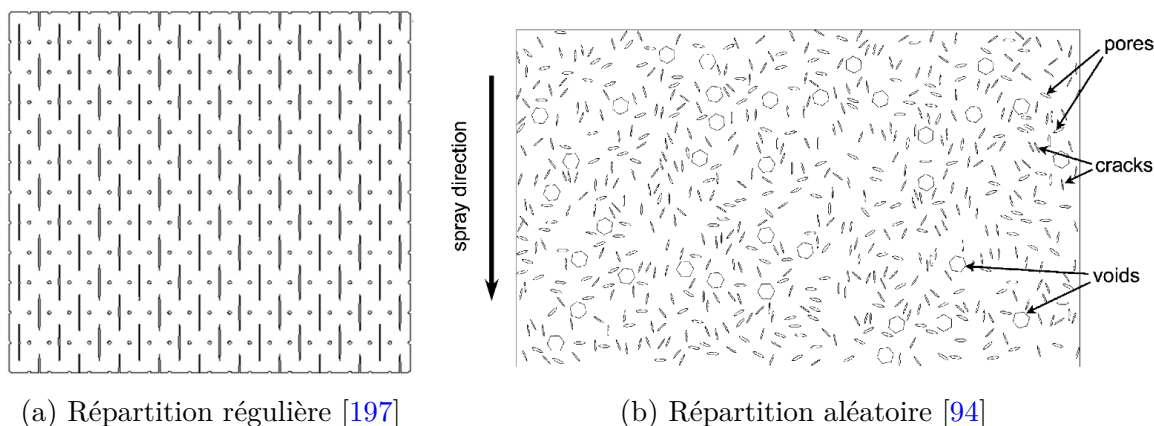 spray direction
pores
cracks
voids
(a) Répartition régulière [197]
(b) Répartition aléatoire [94]